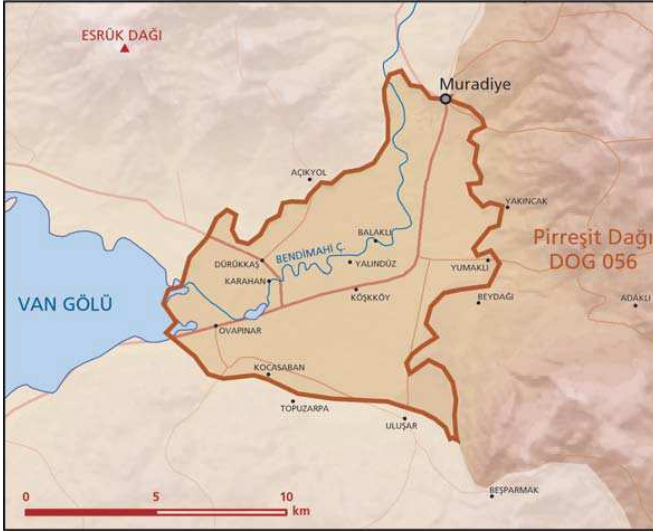 ESRÜK DAĞI
Muradiye
AÇIKYOL
YAKINCAK
BALAKLI
Pirreşit Dağı
DOG 056
BENDİMAHİ Ç.
DÜRÜKKAŞ
YALINDÜZ
YUMAKLI
KARAHAN
KÖŞKKÖY
BEYDAĞI
ADAKLI
VAN GÖLÜ
OVAPINAR
KOCASABAN
TOPUZARPA
ULUŞAR
BEŞPARMAK
0 5 10
km